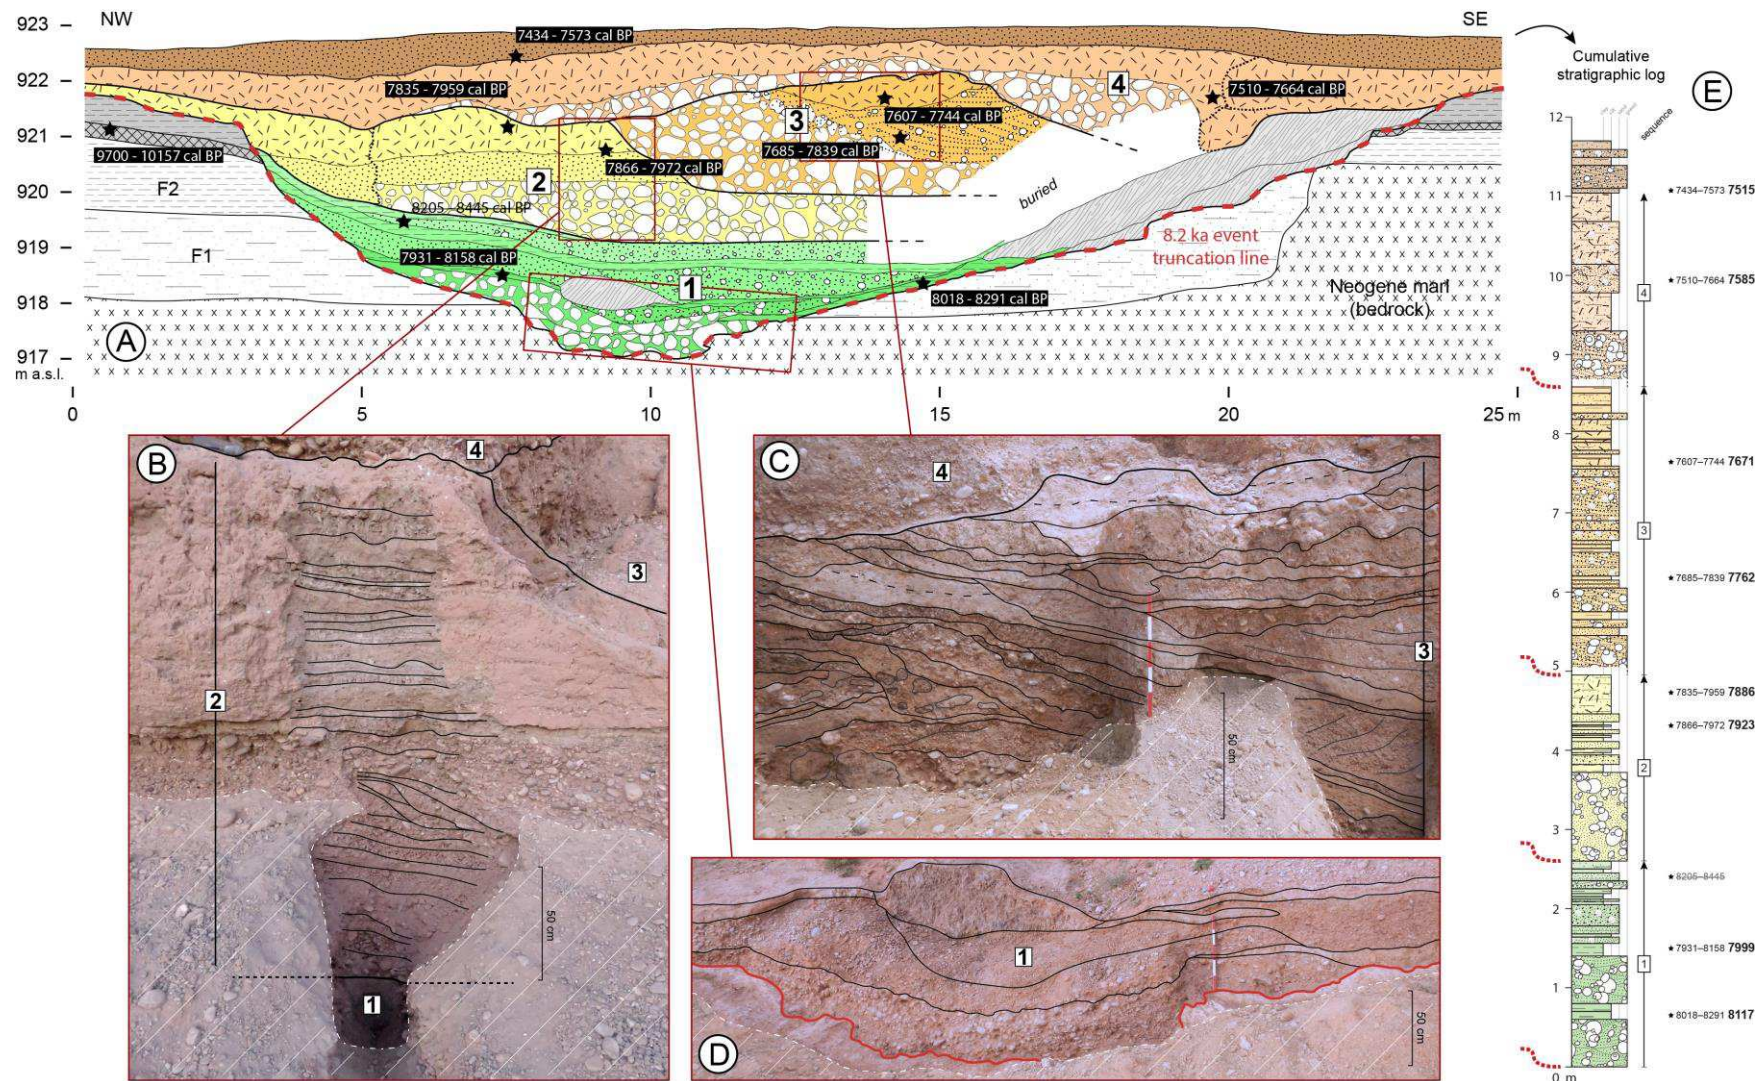 NW
SE
923
922
921
920
919
918
917
m a.s.l.
7434 - 7573 cal BP
7835 - 7959 cal BP
7510 - 7664 cal BP
7607 - 7744 cal BP
7685 - 7839 cal BP
7866 - 7972 cal BP
9700 - 10157 cal BP
8205 - 8445 cal BP
7931 - 8158 cal BP
8018 - 8291 cal BP
4
3
2
1
F2
F1
buried
8.2 ka event
truncation line
Neogene marl
(bedrock)
A
0
5
10
15
20
25 m
B
4
3
2
1
50 cm
C
4
3
50 cm
D
1
50 cm
Cumulative
stratigraphic log
E
sequence
12
11
10
9
8
7
6
5
4
3
2
1
0 m
4
3
2
1
7434–7573 7515
7510–7664 7585
7607–7744 7671
7685–7839 7762
7835–7959 7886
7866–7972 7923
8205–8445
7931–8158 7999
8018–8291 8117